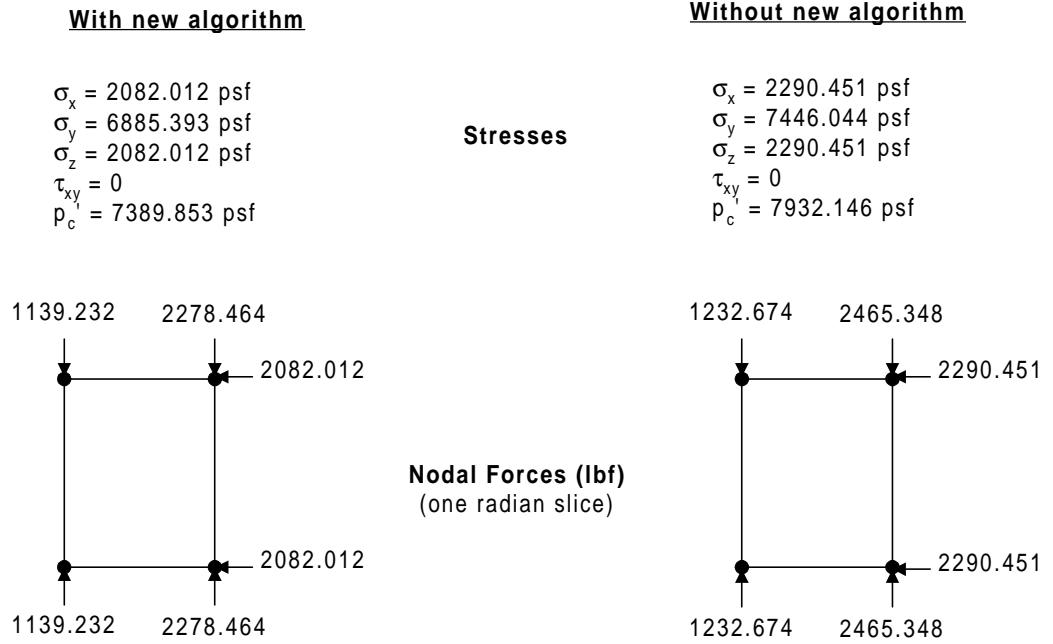 With new algorithm
Without new algorithm
σx = 2082.012 psf
σy = 6885.393 psf
σz = 2082.012 psf
τxy = 0
pc' = 7389.853 psf
Stresses
σx = 2290.451 psf
σy = 7446.044 psf
σz = 2290.451 psf
τxy = 0
pc' = 7932.146 psf
1139.232 2278.464
2082.012
2082.012
1139.232 2278.464
Nodal Forces (lbf)
(one radian slice)
1232.674 2465.348
2290.451
2290.451
1232.674 2465.348